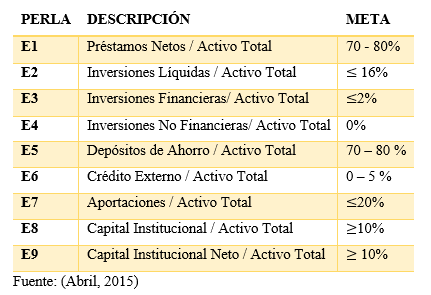 PERLA DESCRIPCIÓN META
E1 Préstamos Netos / Activo Total 70 - 80%
E2 Inversiones Líquidas / Activo Total ≤ 16%
E3 Inversiones Financieras/ Activo Total ≤2%
E4 Inversiones No Financieras/ Activo Total 0%
E5 Depósitos de Ahorro / Activo Total 70 – 80 %
E6 Crédito Externo / Activo Total 0 – 5 %
E7 Aportaciones / Activo Total ≤20%
E8 Capital Institucional / Activo Total ≥10%
E9 Capital Institucional Neto / Activo Total ≥ 10%
Fuente: (Abril, 2015)